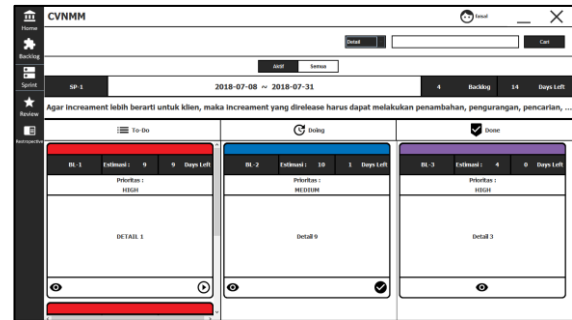 CVNMM
Ismail
Home
Detail
Cari
Backlog
Aktif
Semua
Sprint
SP-1
2018-07-08 ~ 2018-07-31
4
Backlog
14
Days Left
Review
Agar increament lebih berarti untuk klien, maka increament yang direlease harus dapat melakukan penambahan, pengurangan, pencarian, ...
Retrospective
To-Do
Doing
Done
BL-1
Estimasi : 9
9 Days Left
BL-2
Estimasi : 10
1 Days Left
BL-3
Estimasi : 4
0 Days Left
Prioritas :
HIGH
Prioritas :
MEDIUM
Prioritas :
HIGH
DETAIL 1
Detail 9
Detail 3